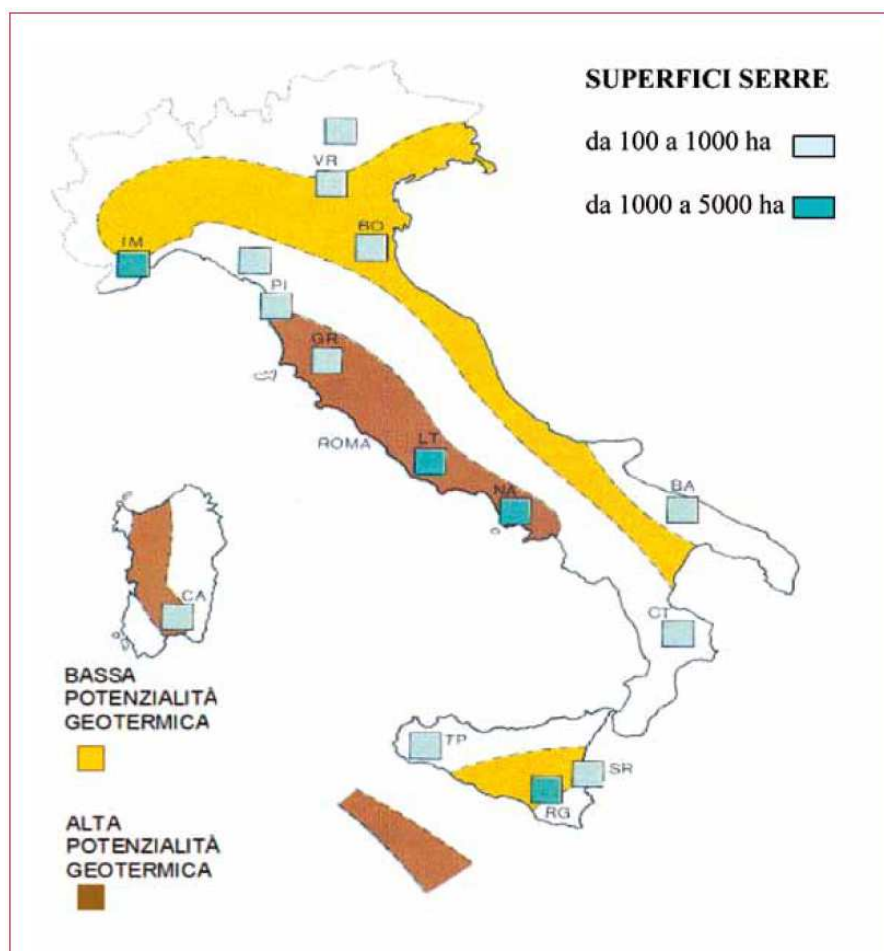 SUPERFICI SERRE
da 100 a 1000 ha
da 1000 a 5000 ha
VR
BO
IM
PI
GR
ROMA
LT
NA
BA
CA
CT
BASSA
POTENZIALITÀ
GEOTERMICA
TP
SR
RG
ALTA
POTENZIALITÀ
GEOTERMICA